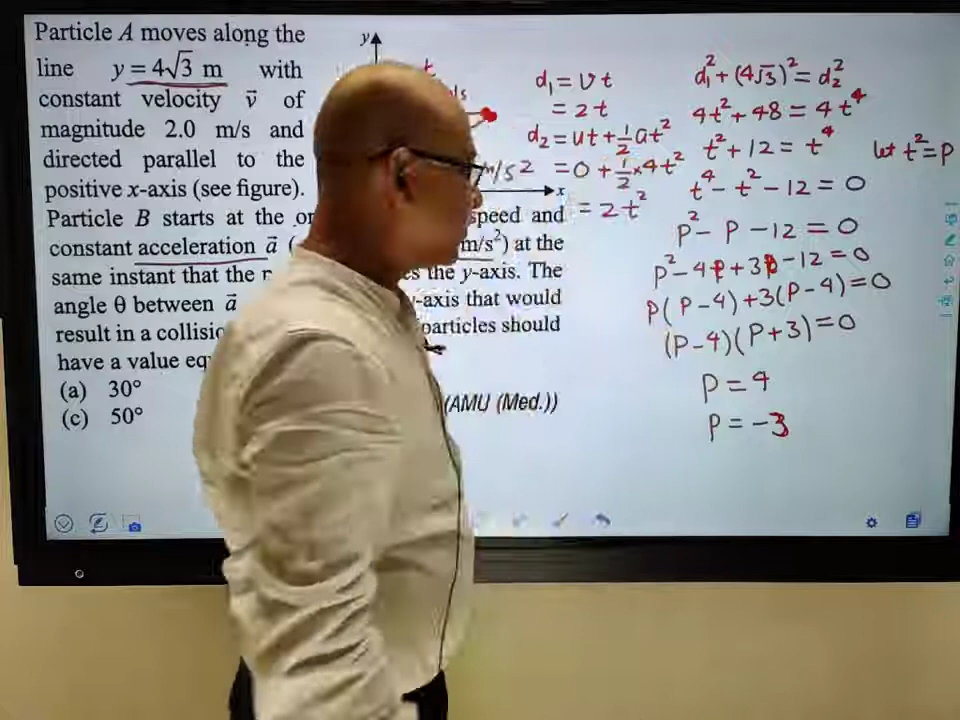 Particle A moves along the
line y = 4√3 m with
constant velocity v⃗ of
magnitude 2.0 m/s and
directed parallel to the
positive x-axis (see figure).
Particle B starts at the speed and
constant acceleration a⃗ ( m/s²) at the
same instant that the the y-axis. The
angle θ between a⃗ -axis that would
result in a particles should
have a value
(a) 30°
(c) 50°
(AMU (Med.))
y
t
m/s2
x
d₁ = vt
= 2t
d₂ = ut + ½at²
= 0 + ½×4t²
= 2t²
d₁² + (4√3)² = d₂²
4t² + 48 = 4t⁴
t² + 12 = t⁴
let t² = P
t⁴ - t² - 12 = 0
P² - P - 12 = 0
P² - 4P + 3P - 12 = 0
P(P-4) + 3(P-4) = 0
(P-4)(P+3) = 0
P = 4
P = -3